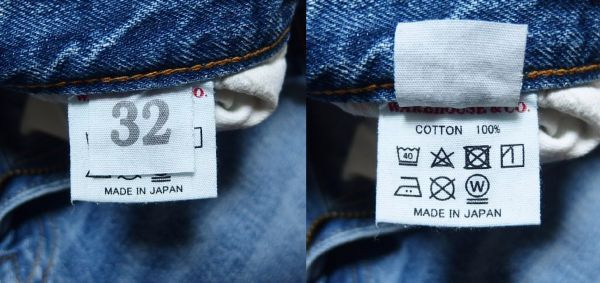 O.
32
MADE IN JAPAN
WAREHOUSE & CO.
COTTON 100%
40
W
MADE IN JAPAN